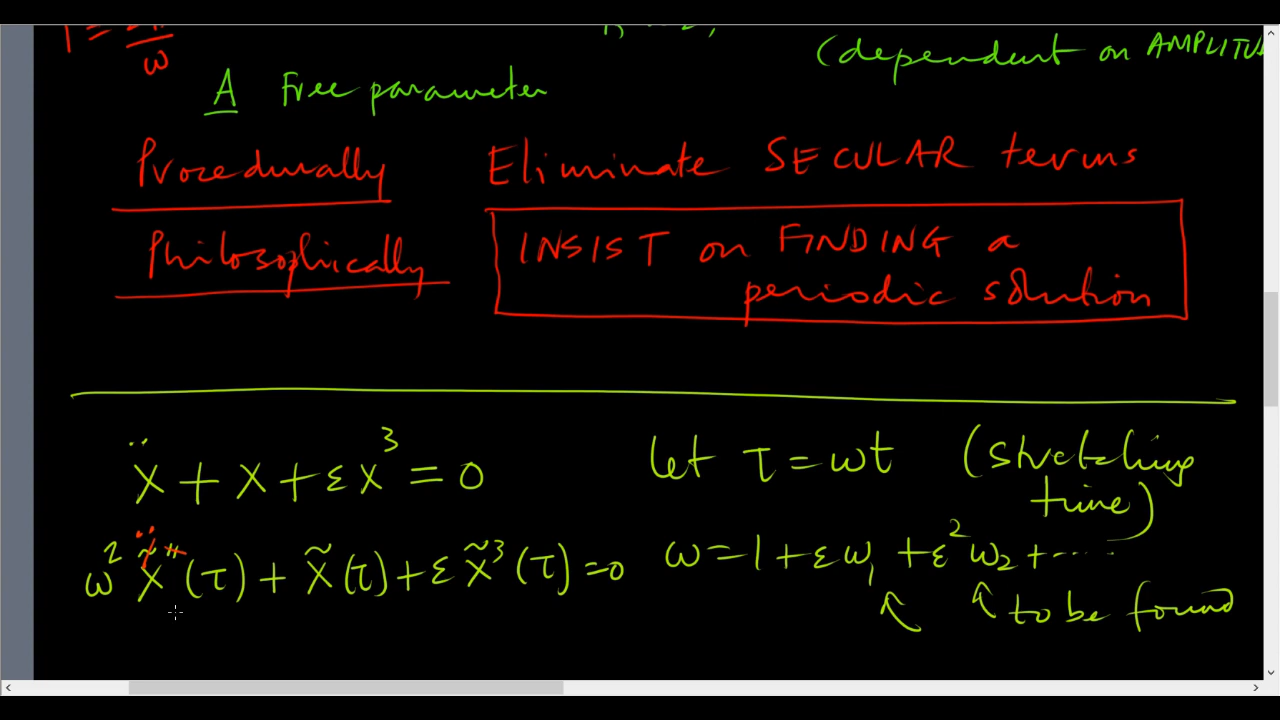 ω
(dependent on AMPLITU
A Free parameter
Procedurally Eliminate SECULAR terms
Philosophically INSIST on FINDING a
periodic solution
ẍ + x + εx³ = 0 let τ = ωt (stretching
time)
ω² x̃̈ (τ) + x̃(τ) + ε x̃³(τ) = 0 ω = 1 + εω₁ + ε²ω₂ + ....
to be found